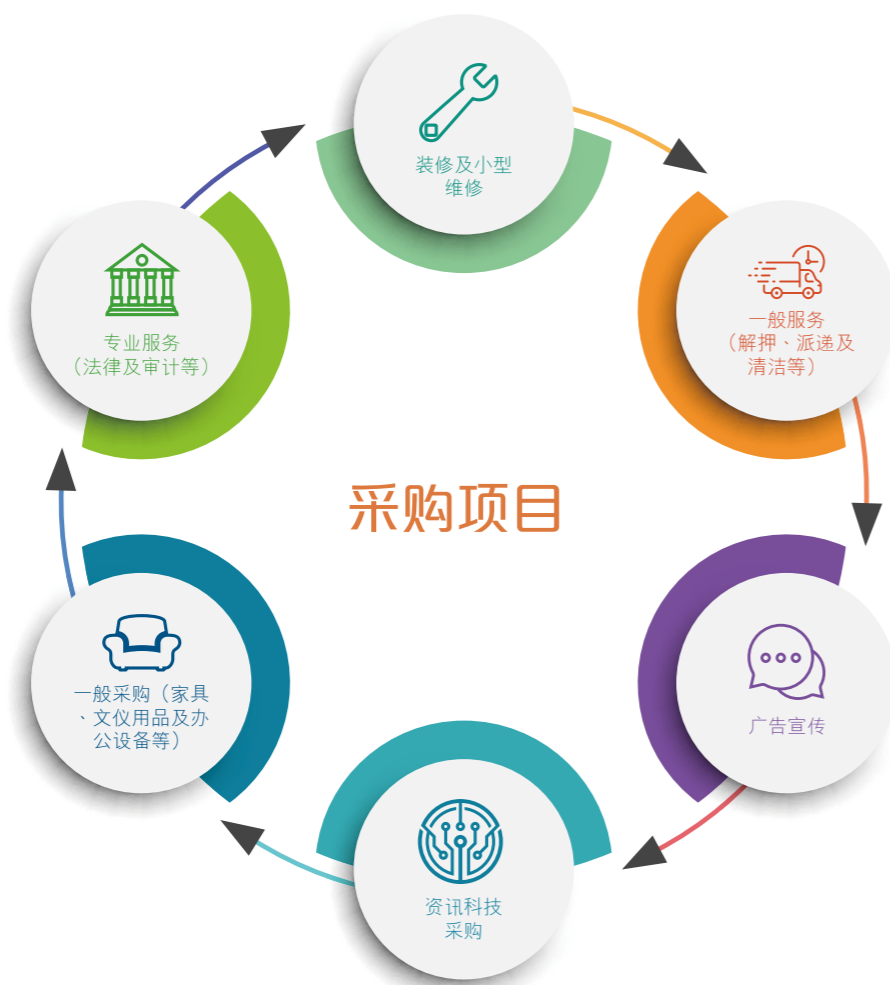 装修及小型
维修
一般服务
（解押、派递及
清洁等）
广告宣传
资讯科技
采购
一般采购（家具
、文仪用品及办
公设备等）
专业服务
（法律及审计等）
采购项目